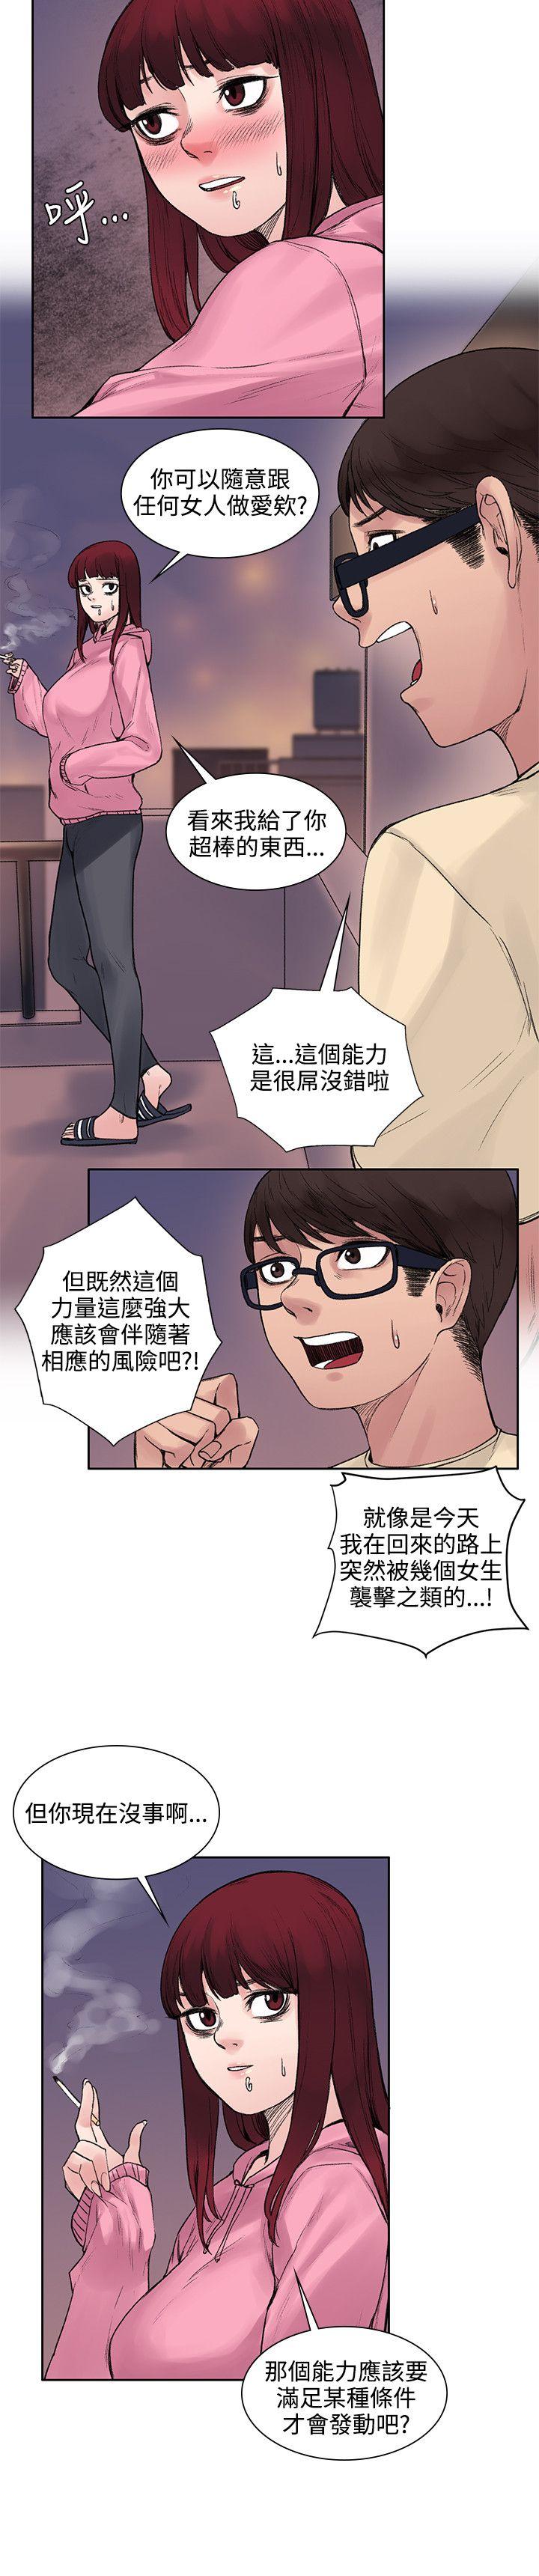 呼...
你可以隨意跟
任何女人做愛欸?
看來我給了你
超棒的東西...
這...這個能力
是很屌沒錯啦
但既然這個
力量這麼強大
應該會伴隨著
相應的風險吧?!
就像是今天
我在回來的路上
突然被幾個女生
襲擊之類的...!
但你現在沒事啊...
那個能力應該要
滿足某種條件
才會發動吧?